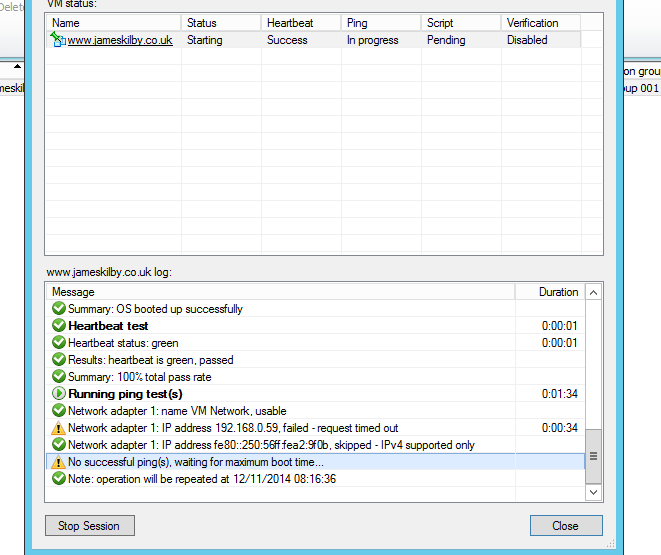 Delete
VM status:
Name Status Heartbeat Ping Script Verification
www.jameskilby.co.uk Starting Success In progress Pending Disabled
on grou
meskil
oup 001
www.jameskilby.co.uk log:
Message Duration
Summary: OS booted up successfully
Heartbeat test 0:00:01
Heartbeat status: green 0:00:01
Results: heartbeat is green, passed
Summary: 100% total pass rate
Running ping test(s) 0:01:34
Network adapter 1: name VM Network, usable
Network adapter 1: IP address 192.168.0.59, failed - request timed out 0:00:34
Network adapter 1: IP address fe80::250:56ff:fea2:9f0b, skipped - IPv4 supported only
No successful ping(s), waiting for maximum boot time...
Note: operation will be repeated at 12/11/2014 08:16:36
Stop Session Close